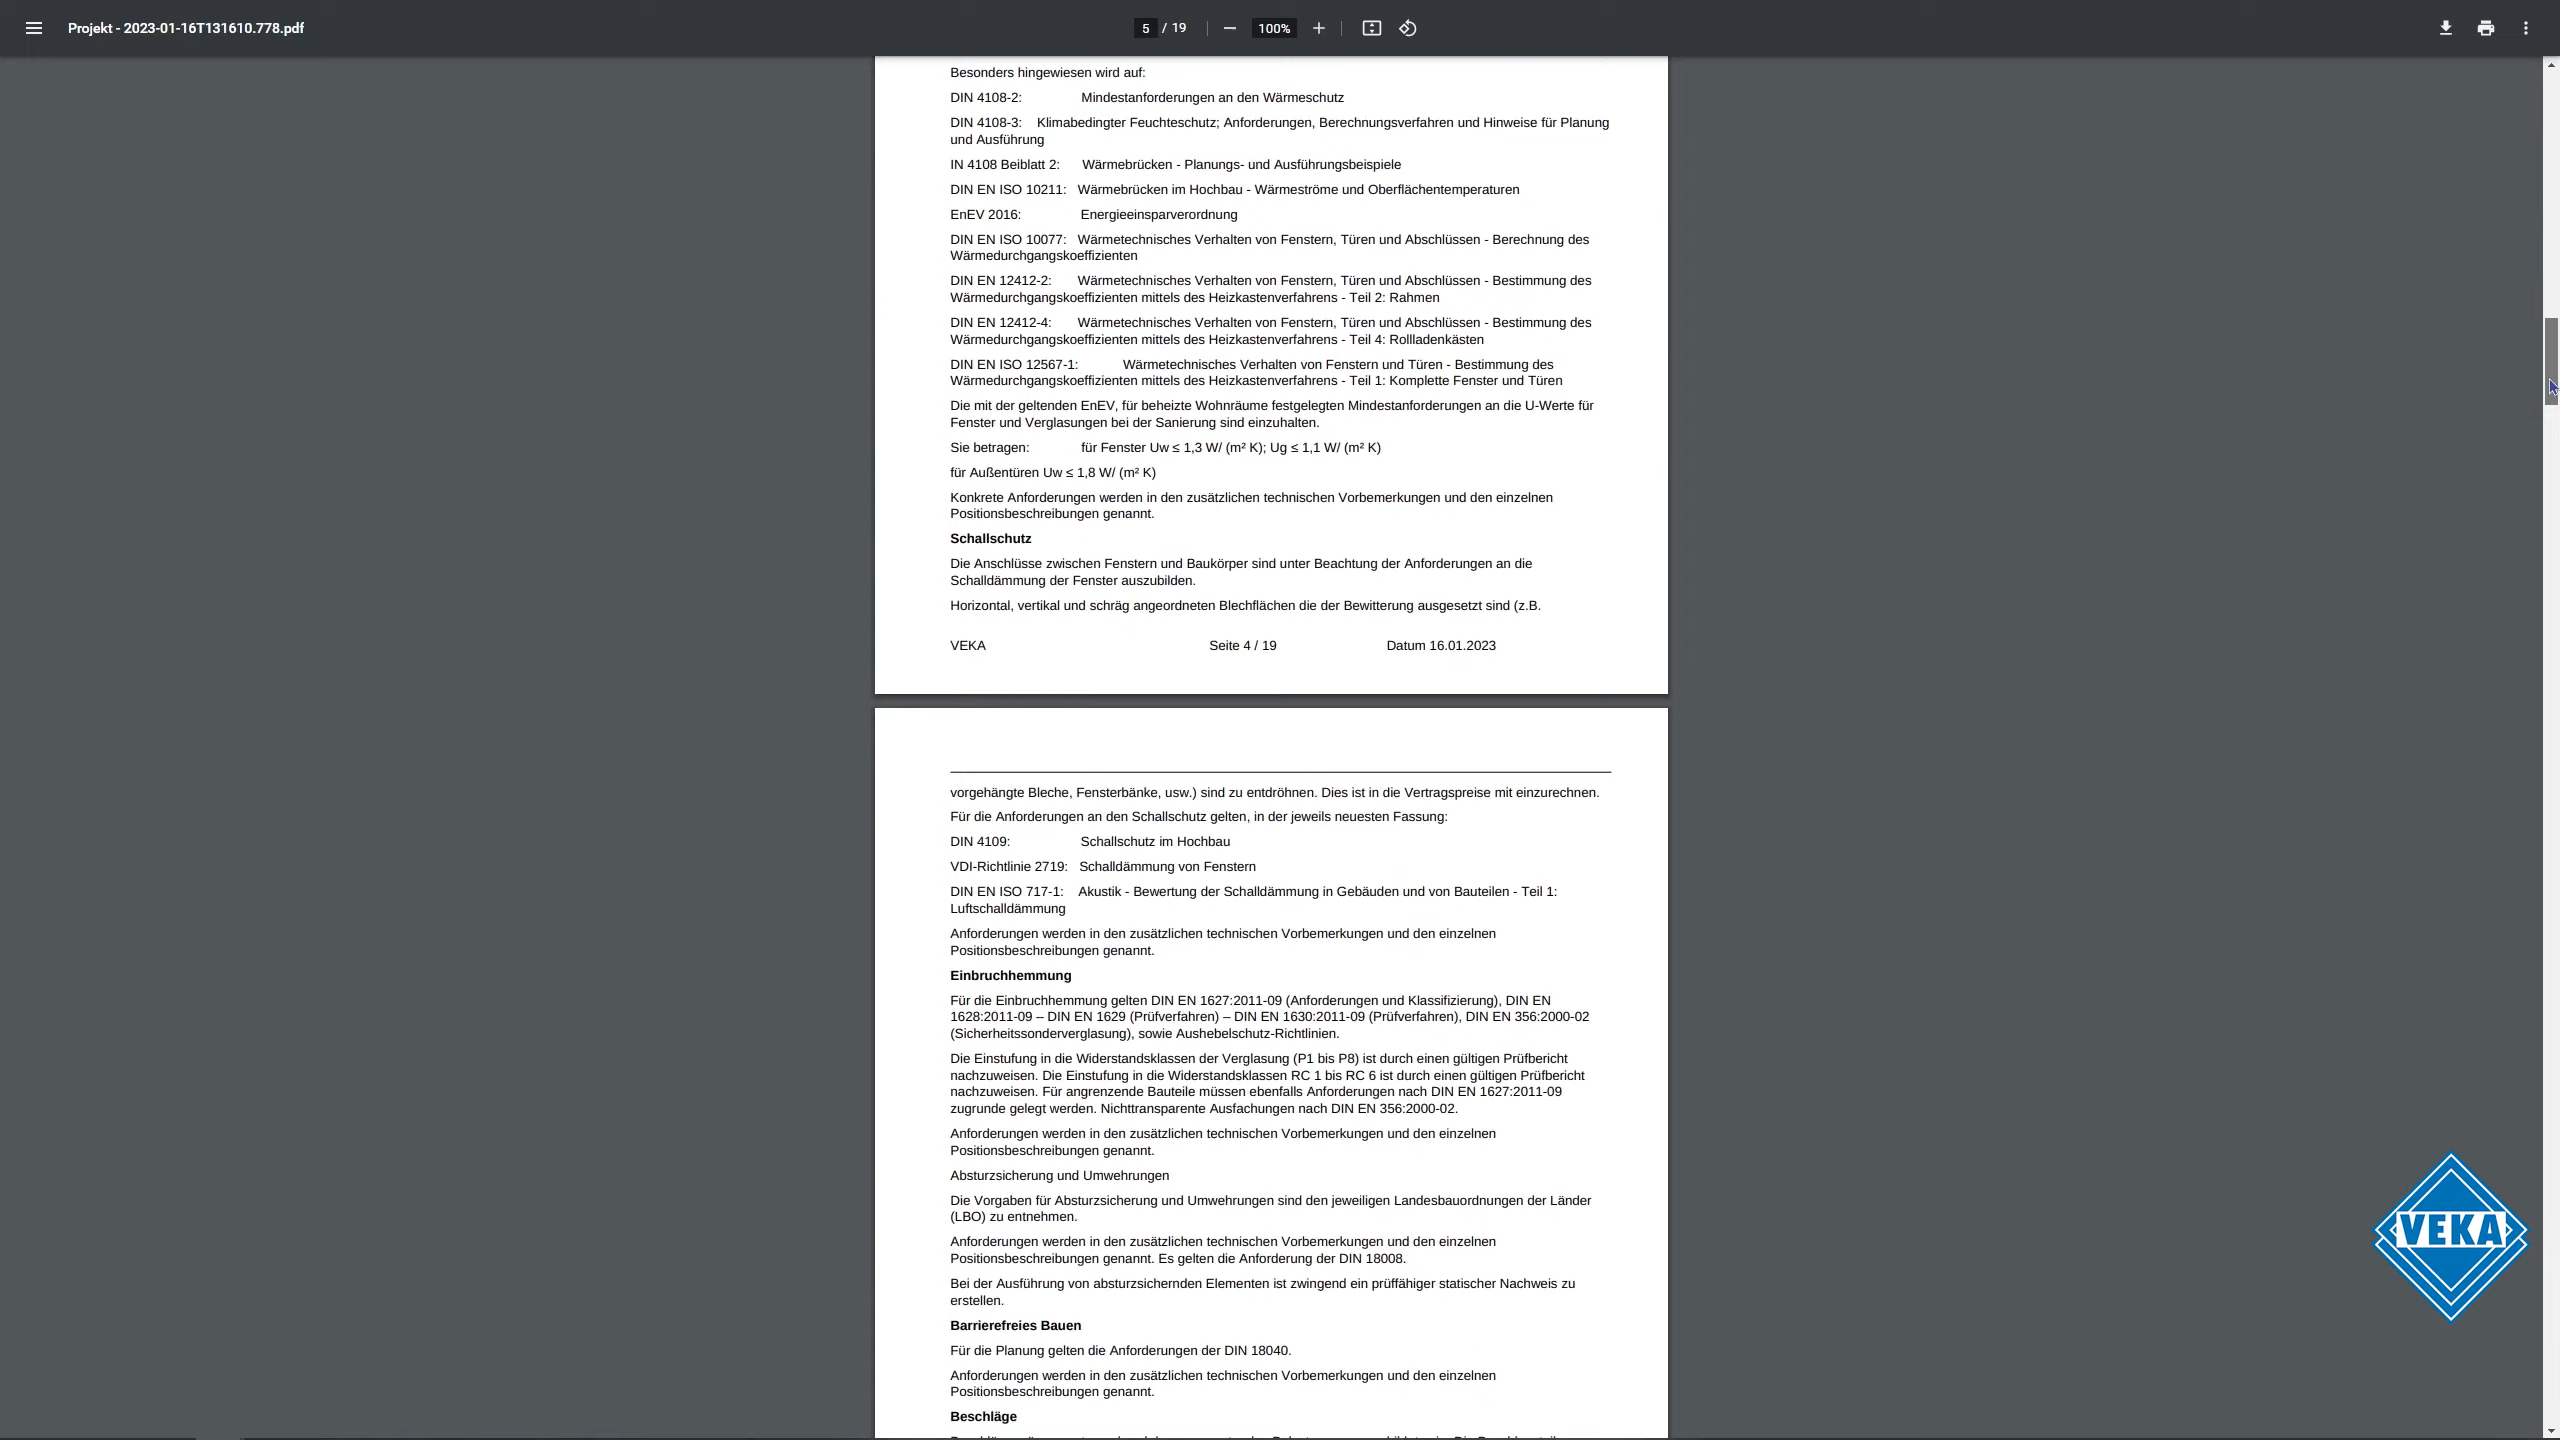 Projekt - 2023-01-16T131610.778.pdf
5 / 19
100%
Besonders hingewiesen wird auf:
DIN 4108-2: Mindestanforderungen an den Wärmeschutz
DIN 4108-3: Klimabedingter Feuchteschutz; Anforderungen, Berechnungsverfahren und Hinweise für Planung
und Ausführung
IN 4108 Beiblatt 2: Wärmebrücken - Planungs- und Ausführungsbeispiele
DIN EN ISO 10211: Wärmebrücken im Hochbau - Wärmeströme und Oberflächentemperaturen
EnEV 2016: Energieeinsparverordnung
DIN EN ISO 10077: Wärmetechnisches Verhalten von Fenstern, Türen und Abschlüssen - Berechnung des
Wärmedurchgangskoeffizienten
DIN EN 12412-2: Wärmetechnisches Verhalten von Fenstern, Türen und Abschlüssen - Bestimmung des
Wärmedurchgangskoeffizienten mittels des Heizkastenverfahrens - Teil 2: Rahmen
DIN EN 12412-4: Wärmetechnisches Verhalten von Fenstern, Türen und Abschlüssen - Bestimmung des
Wärmedurchgangskoeffizienten mittels des Heizkastenverfahrens - Teil 4: Rollladenkästen
DIN EN ISO 12567-1: Wärmetechnisches Verhalten von Fenstern und Türen - Bestimmung des
Wärmedurchgangskoeffizienten mittels des Heizkastenverfahrens - Teil 1: Komplette Fenster und Türen
Die mit der geltenden EnEV, für beheizte Wohnräume festgelegten Mindestanforderungen an die U-Werte für
Fenster und Verglasungen bei der Sanierung sind einzuhalten.
Sie betragen: für Fenster Uw ≤ 1,3 W/ (m² K); Ug ≤ 1,1 W/ (m² K)
für Außentüren Uw ≤ 1,8 W/ (m² K)
Konkrete Anforderungen werden in den zusätzlichen technischen Vorbemerkungen und den einzelnen
Positionsbeschreibungen genannt.
Schallschutz
Die Anschlüsse zwischen Fenstern und Baukörper sind unter Beachtung der Anforderungen an die
Schalldämmung der Fenster auszubilden.
Horizontal, vertikal und schräg angeordneten Blechflächen die der Bewitterung ausgesetzt sind (z.B.
VEKA Seite 4 / 19 Datum 16.01.2023
vorgehängte Bleche, Fensterbänke, usw.) sind zu entdröhnen. Dies ist in die Vertragspreise mit einzurechnen.
Für die Anforderungen an den Schallschutz gelten, in der jeweils neuesten Fassung:
DIN 4109: Schallschutz im Hochbau
VDI-Richtlinie 2719: Schalldämmung von Fenstern
DIN EN ISO 717-1: Akustik - Bewertung der Schalldämmung in Gebäuden und von Bauteilen - Teil 1:
Luftschalldämmung
Anforderungen werden in den zusätzlichen technischen Vorbemerkungen und den einzelnen
Positionsbeschreibungen genannt.
Einbruchhemmung
Für die Einbruchhemmung gelten DIN EN 1627:2011-09 (Anforderungen und Klassifizierung), DIN EN
1628:2011-09 – DIN EN 1629 (Prüfverfahren) – DIN EN 1630:2011-09 (Prüfverfahren), DIN EN 356:2000-02
(Sicherheitssonderverglasung), sowie Aushebelschutz-Richtlinien.
Die Einstufung in die Widerstandsklassen der Verglasung (P1 bis P8) ist durch einen gültigen Prüfbericht
nachzuweisen. Die Einstufung in die Widerstandsklassen RC 1 bis RC 6 ist durch einen gültigen Prüfbericht
nachzuweisen. Für angrenzende Bauteile müssen ebenfalls Anforderungen nach DIN EN 1627:2011-09
zugrunde gelegt werden. Nichttransparente Ausfachungen nach DIN EN 356:2000-02.
Anforderungen werden in den zusätzlichen technischen Vorbemerkungen und den einzelnen
Positionsbeschreibungen genannt.
Absturzsicherung und Umwehrungen
Die Vorgaben für Absturzsicherung und Umwehrungen sind den jeweiligen Landesbauordnungen der Länder
(LBO) zu entnehmen.
Anforderungen werden in den zusätzlichen technischen Vorbemerkungen und den einzelnen
Positionsbeschreibungen genannt. Es gelten die Anforderung der DIN 18008.
Bei der Ausführung von absturzsichernden Elementen ist zwingend ein prüffähiger statischer Nachweis zu
erstellen.
Barrierefreies Bauen
Für die Planung gelten die Anforderungen der DIN 18040.
Anforderungen werden in den zusätzlichen technischen Vorbemerkungen und den einzelnen
Positionsbeschreibungen genannt.
Beschläge
VEKA